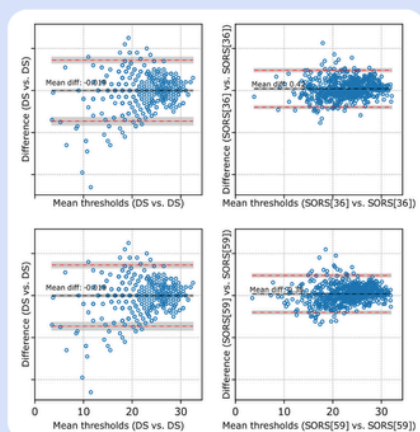 Difference (DS vs. DS)
Mean diff: -0.019
Mean thresholds (DS vs. DS)
Difference (SORS[36] vs. SORS[36])
Mean diff: 0.42
Mean thresholds (SORS[36] vs. SORS[36])
Difference (DS vs. DS)
Mean diff: -0.019
0 10 20 30
Mean thresholds (DS vs. DS)
Difference (SORS[59] vs. SORS[59])
Mean diff:
0 10 20 30
Mean thresholds (SORS[59] vs. SORS[59])